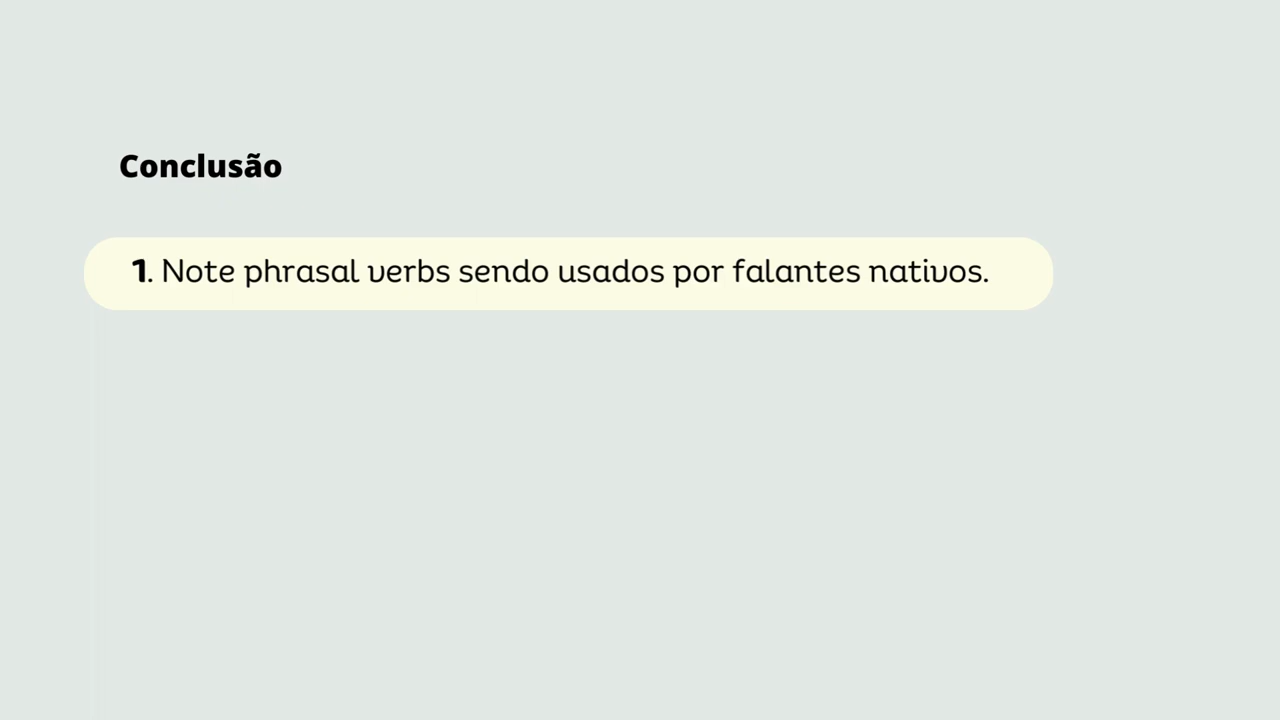 Conclusão
1. Note phrasal verbs sendo usados por falantes nativos.